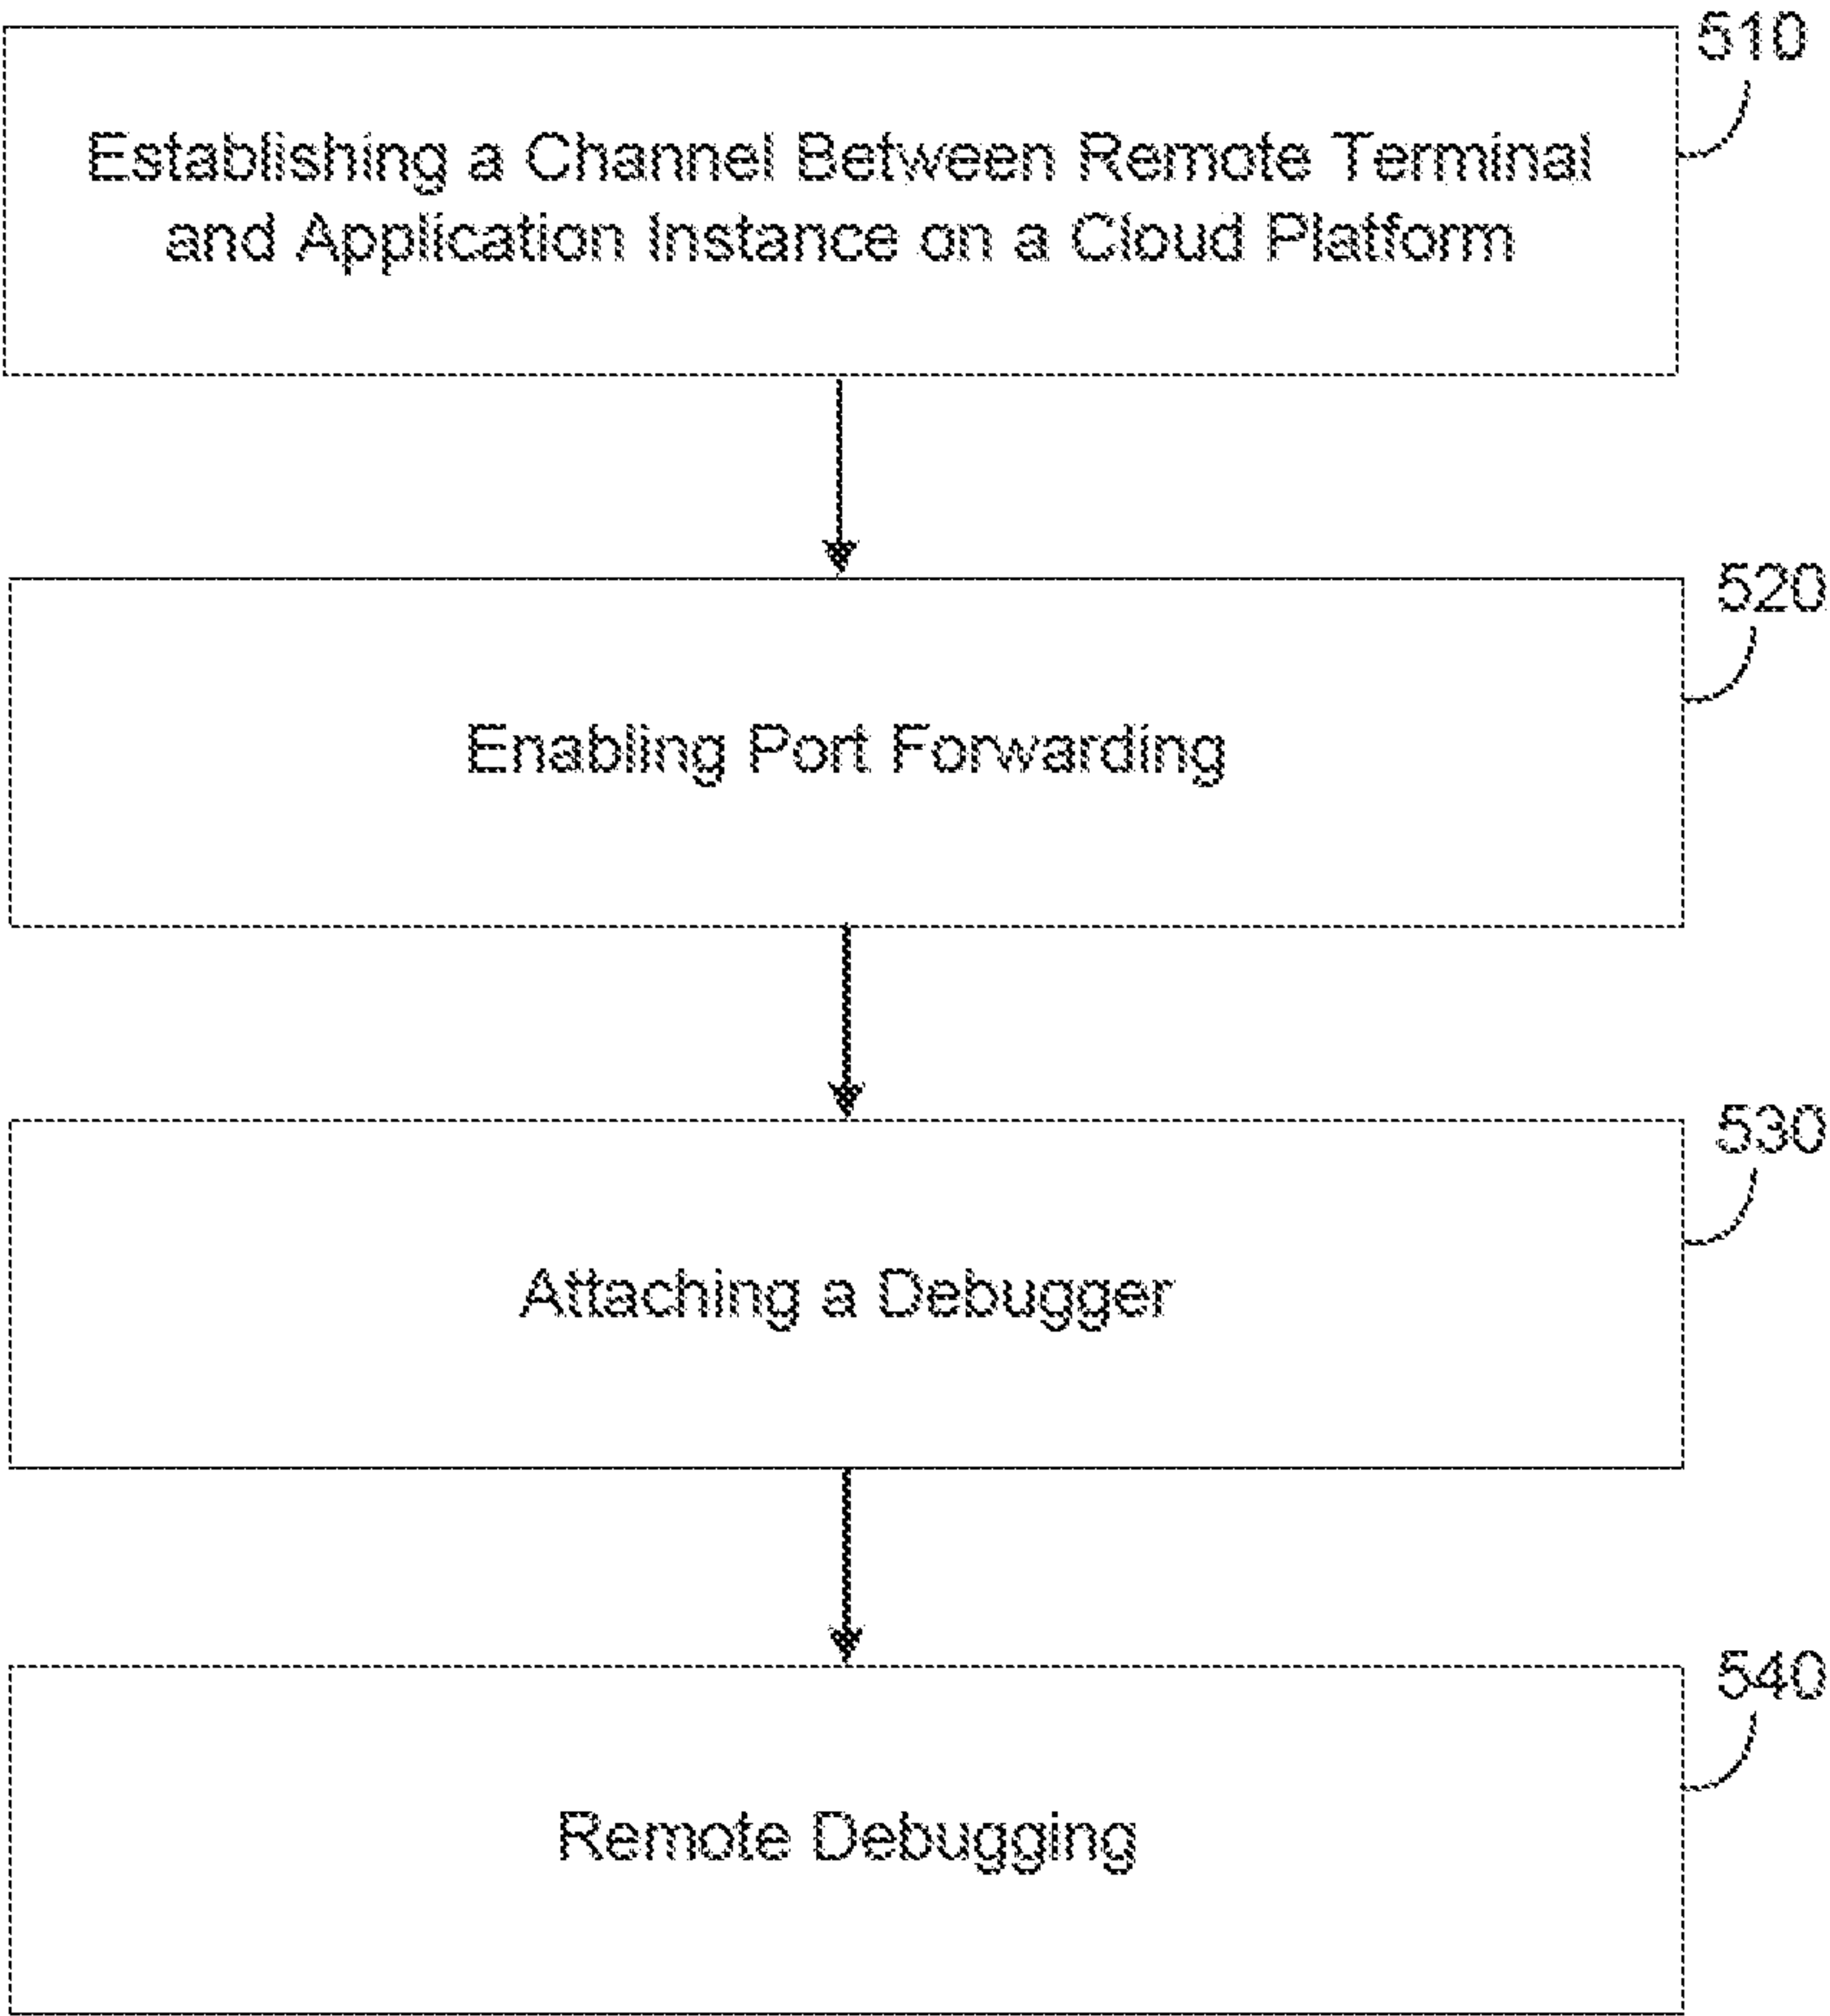 510
Establishing a Channel Between Remote Terminal
and Application Instance on a Cloud Platform
520
Enabling Port Forwarding
530
Attaching a Debugger
540
Remote Debugging